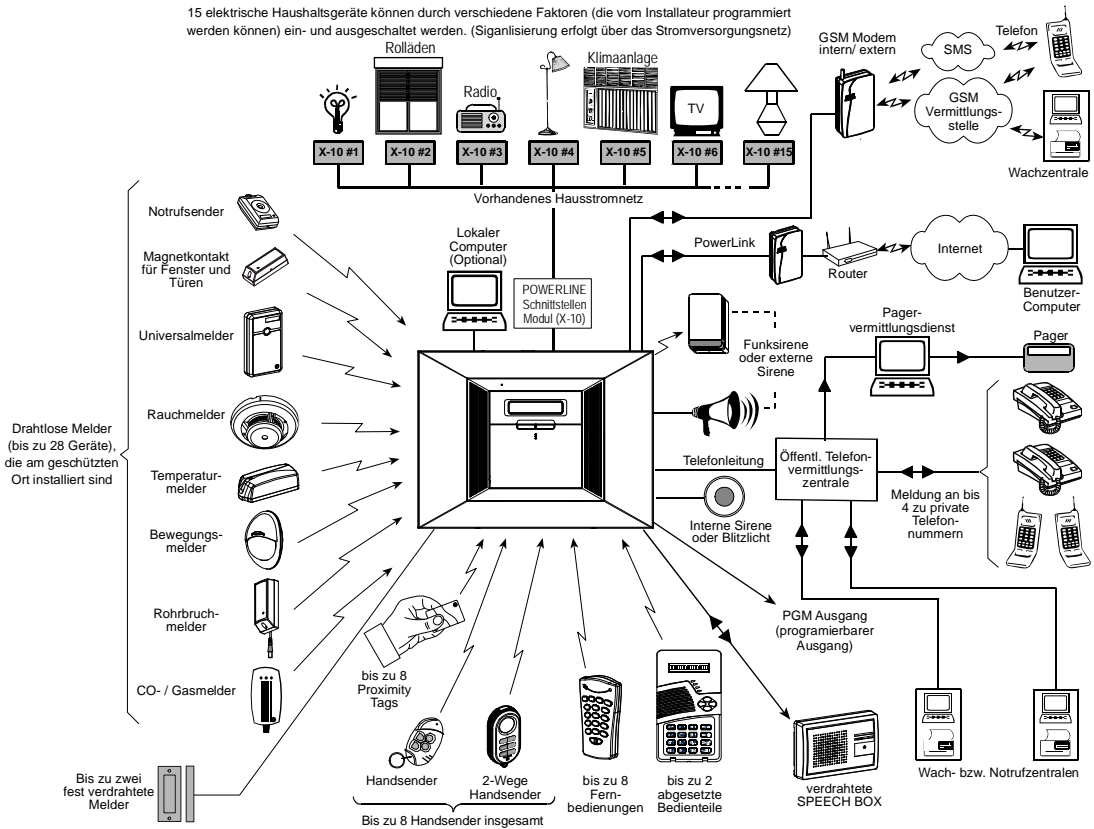 15 elektrische Haushaltsgeräte können durch verschiedene Faktoren (die vom Installateur programmiert
werden können) ein- und ausgeschaltet werden. (Siganlisierung erfolgt über das Stromversorgungsnetz)
Rolläden
Radio
Klimaanlage
TV
X-10 #1
X-10 #2
X-10 #3
X-10 #4
X-10 #5
X-10 #6
X-10 #15
Vorhandenes Hausstromnetz
GSM Modem
intern/ extern
SMS
Telefon
GSM
Vermittlungs-
stelle
Wachzentrale
Notrufsender
Magnetkontakt
für Fenster und
Türen
Universalmelder
Rauchmelder
Drahtlose Melder
(bis zu 28 Geräte),
die am geschützten
Ort installiert sind
Temperatur-
melder
Bewegungs-
melder
Rohrbruch-
melder
CO- / Gasmelder
Bis zu zwei
fest verdrahtete
Melder
Lokaler
Computer
(Optional)
POWERLINE
Schnittstellen
Modul (X-10)
PowerLink
Router
Internet
Benutzer-
Computer
Pager-
vermittlungsdienst
Pager
Funksirene
oder externe
Sirene
Telefonleitung
Öffentl. Telefon-
vermittlungs-
zentrale
Meldung an bis
4 zu private
Telefon-
nummern
Interne Sirene
oder Blitzlicht
PGM Ausgang
(programierbarer
Ausgang)
bis zu 8
Proximity
Tags
Handsender
2-Wege
Handsender
Bis zu 8 Handsender insgesamt
bis zu 8
Fern-
bedienungen
bis zu 2
abgesetzte
Bedienteile
verdrahtete
SPEECH BOX
Wach- bzw. Notrufzentralen